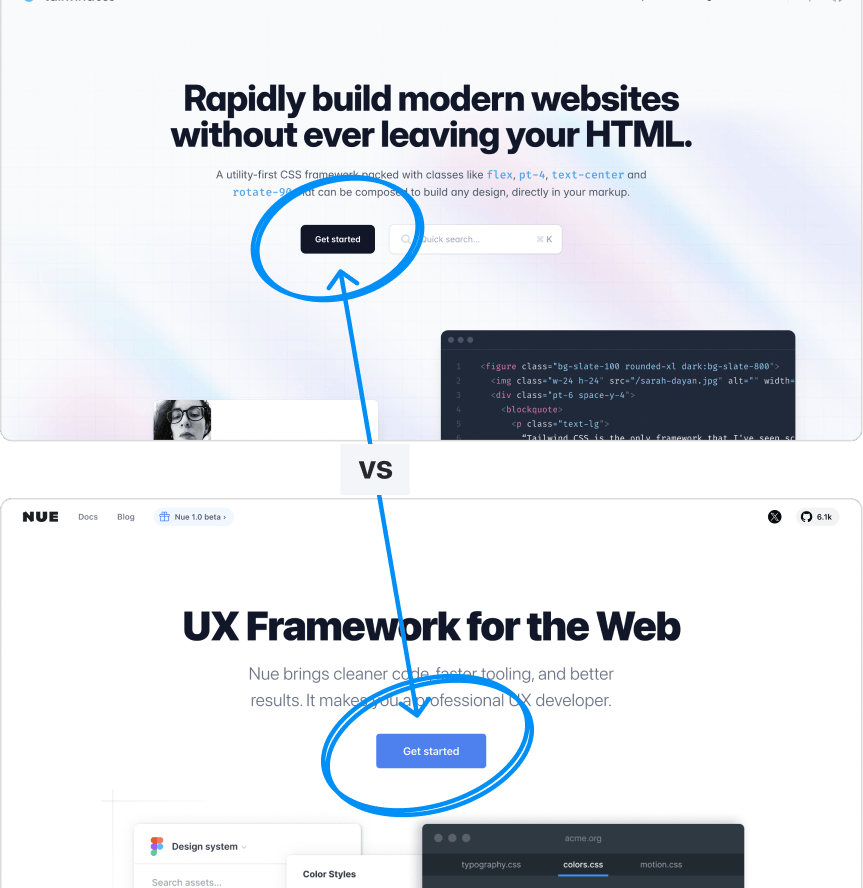 Rapidly build modern websites
without ever leaving your HTML.
A utility-first CSS framework packed with classes like flex, pt-4, text-center and
rotate-90 that can be composed to build any design, directly in your markup.
Get started
Quick search...
⌘ K
1 <figure class="bg-slate-100 rounded-xl dark:bg-slate-800">
2 <img class="w-24 h-24" src="/sarah-dayan.jpg" alt="" width=
3 <div class="pt-6 space-y-4">
4 <blockquote>
5 <p class="text-lg">
6 “Tailwind CSS is the only framework that I've seen sc
VS
NUE
Docs
Blog
Nue 1.0 beta ›
6.1k
UX Framework for the Web
Nue brings cleaner code, faster tooling, and better
results. It makes you a professional UX developer.
Get started
Design system
Search assets...
Color Styles
acme.org
typography.css
colors.css
motion.css